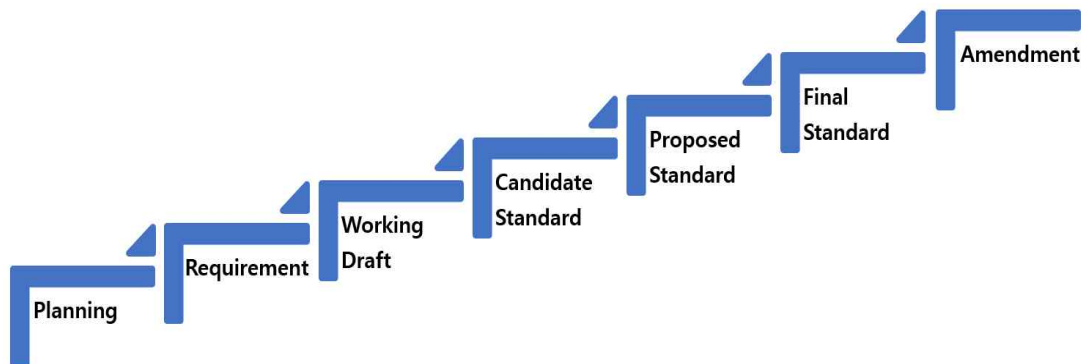 Planning
Requirement
Working
Draft
Candidate
Standard
Proposed
Standard
Final
Standard
Amendment